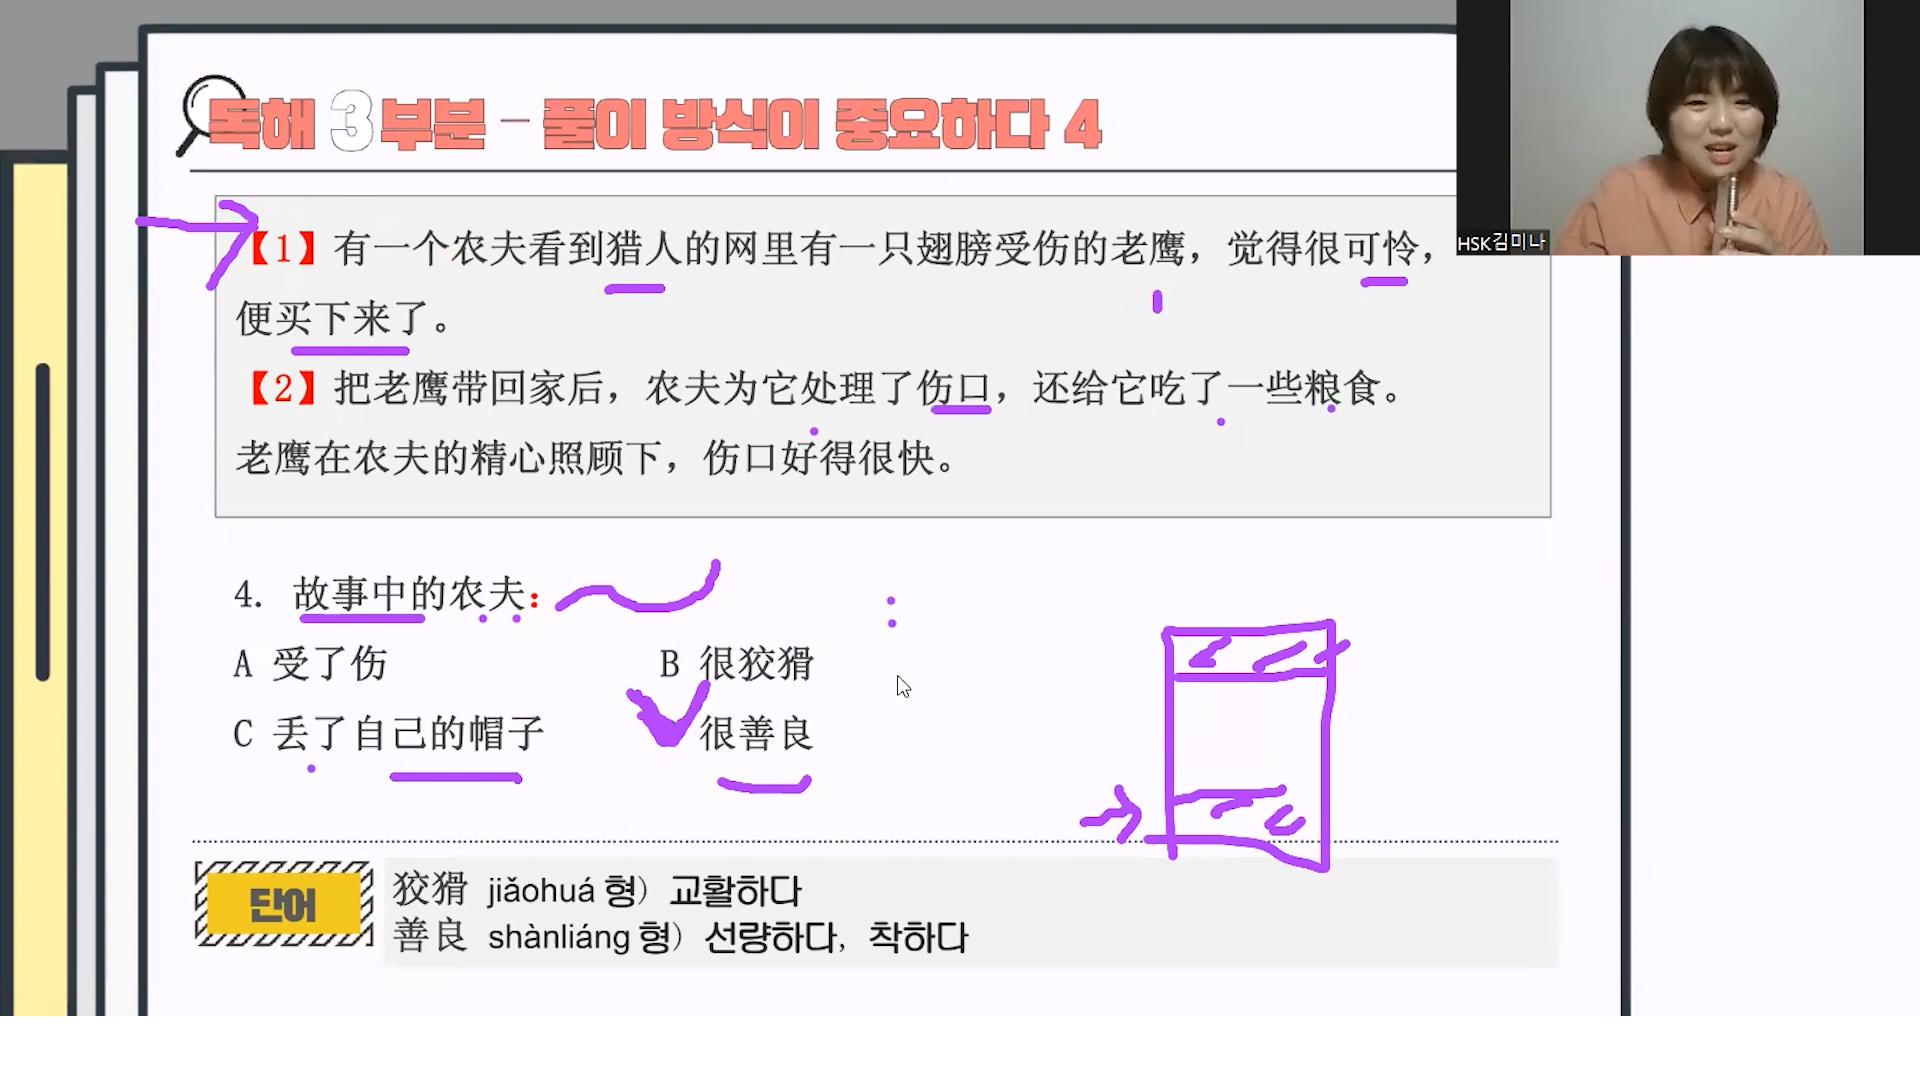 독해 3부분 - 풀이 방식이 중요하다 4
HSK김미나
【1】有一个农夫看到猎人的网里有一只翅膀受伤的老鹰，觉得很可怜，
便买下来了。
【2】把老鹰带回家后，农夫为它处理了伤口，还给它吃了一些粮食。
老鹰在农夫的精心照顾下，伤口好得很快。
4. 故事中的农夫：
A 受了伤 B 很狡猾
C 丢了自己的帽子 很善良
단어
狡猾 jiǎohuá 형) 교활하다
善良 shànliáng 형) 선량하다, 착하다